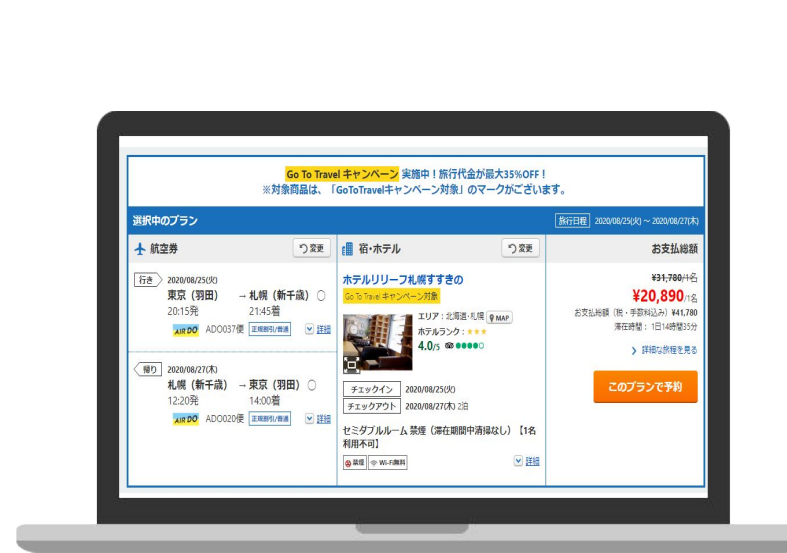 Go To Travel キャンペーン 実施中！旅行代金が最大35%OFF！
※対象商品は、「GoToTravelキャンペーン対象」のマークがございます。
選択中のプラン
旅行日程 2020/08/25(火) ～ 2020/08/27(木)
航空券
変更
行き 2020/08/25(火)
東京（羽田） → 札幌（新千歳） ○
20:15発 21:45着
AIR DO ADO037便 正規割引/普通 詳細
帰り 2020/08/27(木)
札幌（新千歳） → 東京（羽田） ○
12:20発 14:00着
AIR DO ADO020便 正規割引/普通 詳細
宿・ホテル
変更
ホテルリリーフ札幌すすきの
Go To Travel キャンペーン対象
エリア：北海道・札幌 MAP
ホテルランク：★★★
4.0/5
チェックイン 2020/08/25(火)
チェックアウト 2020/08/27(木) 2泊
セミダブルルーム 禁煙（滞在期間中清掃なし）【1名
利用不可】
禁煙 Wi-Fi無料
詳細
お支払総額
¥31,780/1名
¥20,890/1名
お支払総額（税・手数料込み）¥41,780
滞在時間：1日14時間35分
詳細な旅程を見る
このプランで予約